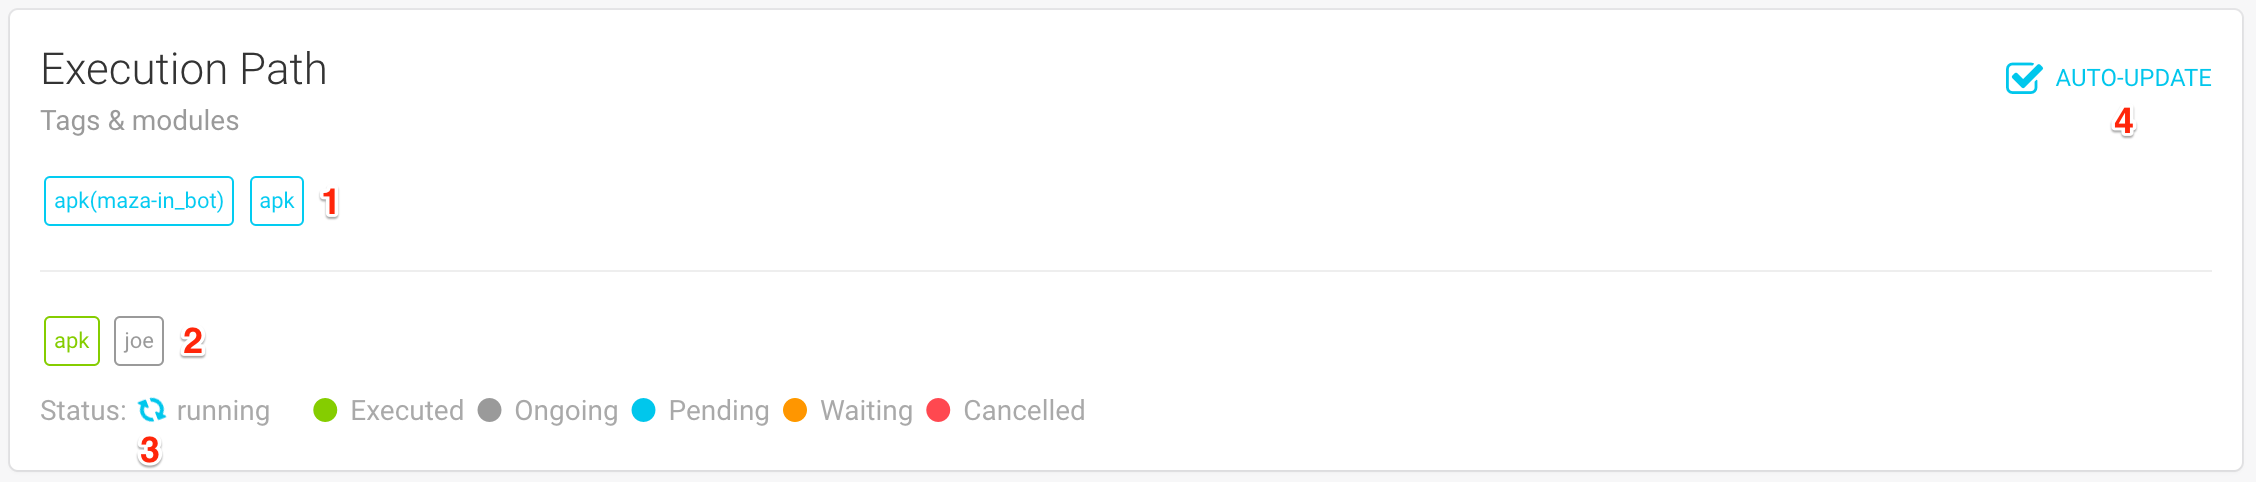 Execution Path
AUTO-UPDATE
Tags & modules
4
apk(maza-in_bot) apk 1
apk joe 2
Status: running Executed Ongoing Pending Waiting Cancelled
3